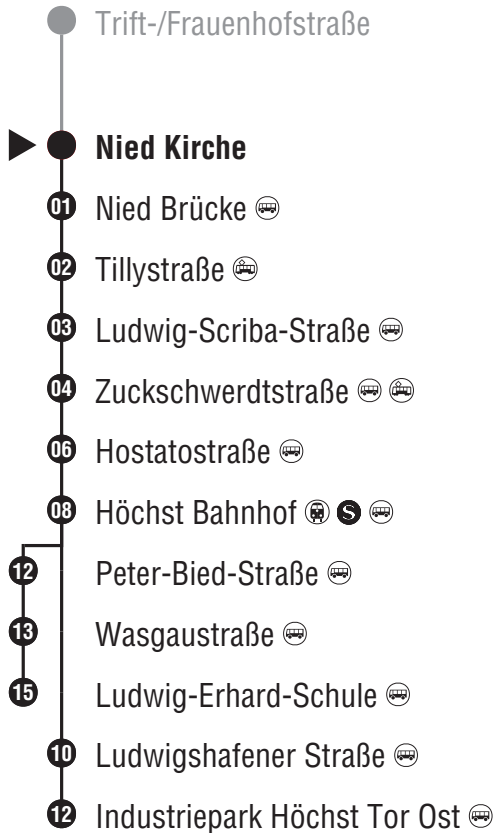 Trift-/Frauenhofstraße
Nied Kirche
01 Nied Brücke
02 Tillystraße
03 Ludwig-Scriba-Straße
04 Zuckschwerdtstraße
06 Hostatostraße
08 Höchst Bahnhof S
12 Peter-Bied-Straße
13 Wasgaustraße
15 Ludwig-Erhard-Schule
10 Ludwigshafener Straße
12 Industriepark Höchst Tor Ost